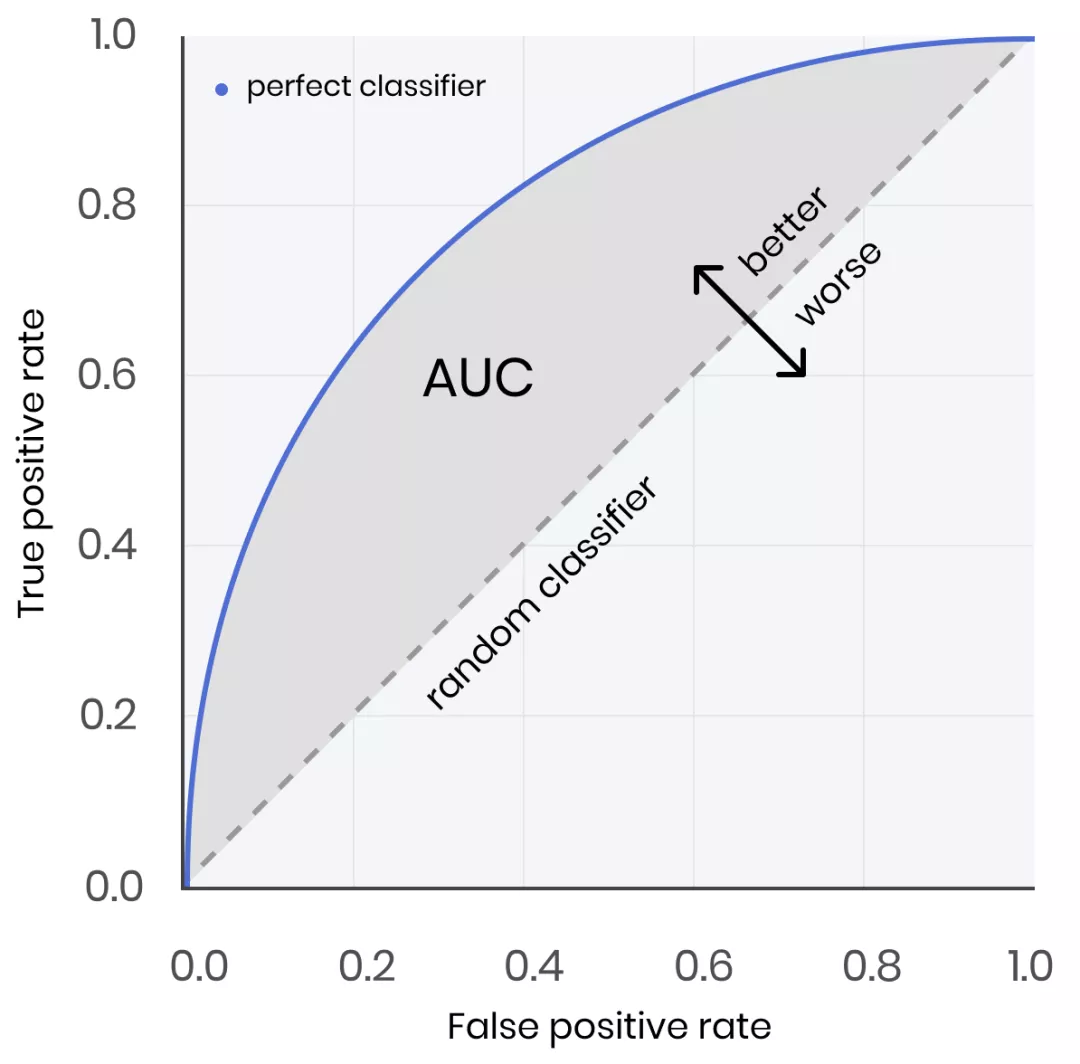 1.0
perfect classifier
0.8
better
worse
0.6
AUC
True positive rate
random classifier
0.4
0.2
0.0
0.0 0.2 0.4 0.6 0.8 1.0
False positive rate